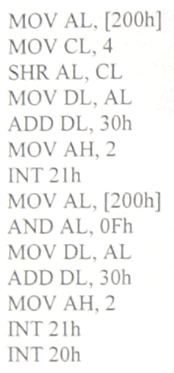 MOV AL, [200h]
MOV CL, 4
SHR AL, CL
MOV DL, AL
ADD DL, 30h
MOV AH, 2
INT 21h
MOV AL, [200h]
AND AL, 0Fh
MOV DL, AL
ADD DL, 30h
MOV AH, 2
INT 21h
INT 20h